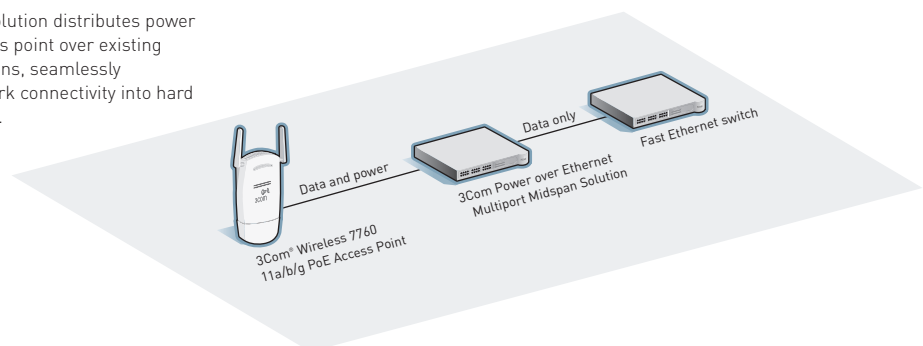 olution distributes power
s point over existing
ns, seamlessly
rk connectivity into hard
.
Data only
Fast Ethernet switch
Data and power
3Com Power over Ethernet
Multiport Midspan Solution
3COM
3Com® Wireless 7760
11a/b/g PoE Access Point